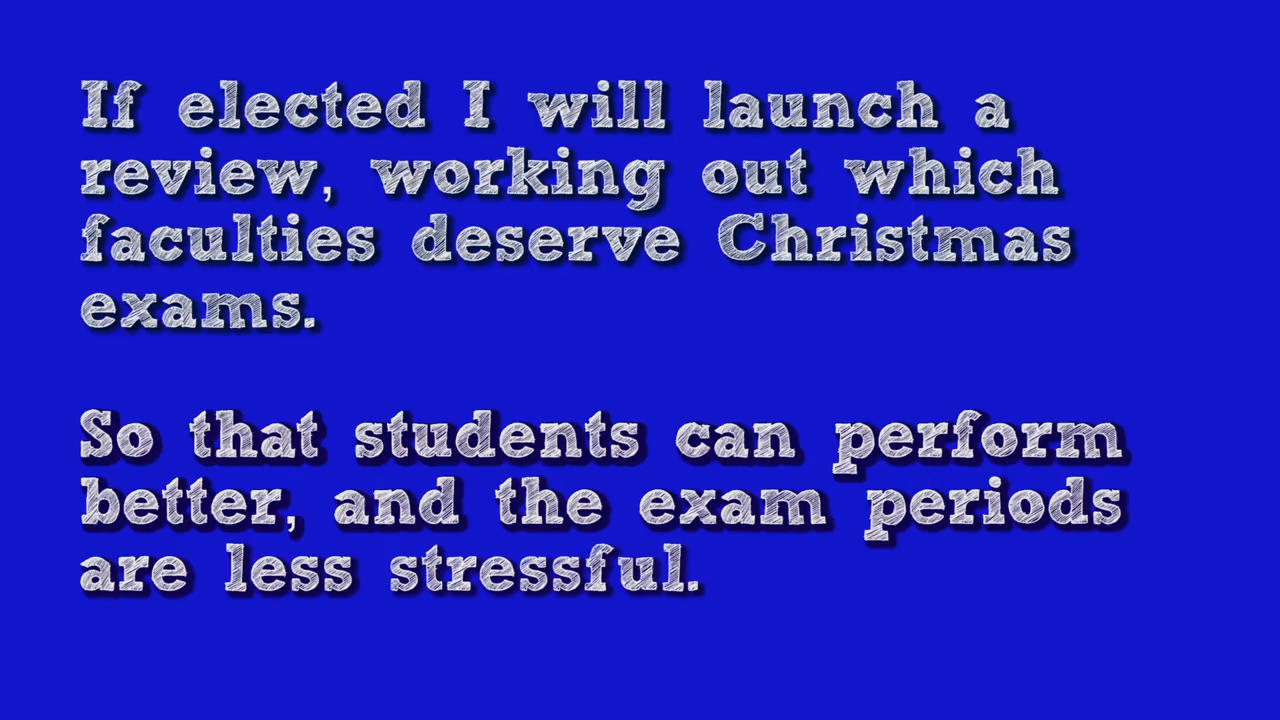 If elected I will launch a
review, working out which
faculties deserve Christmas
exams.
So that students can perform
better, and the exam periods
are less stressful.